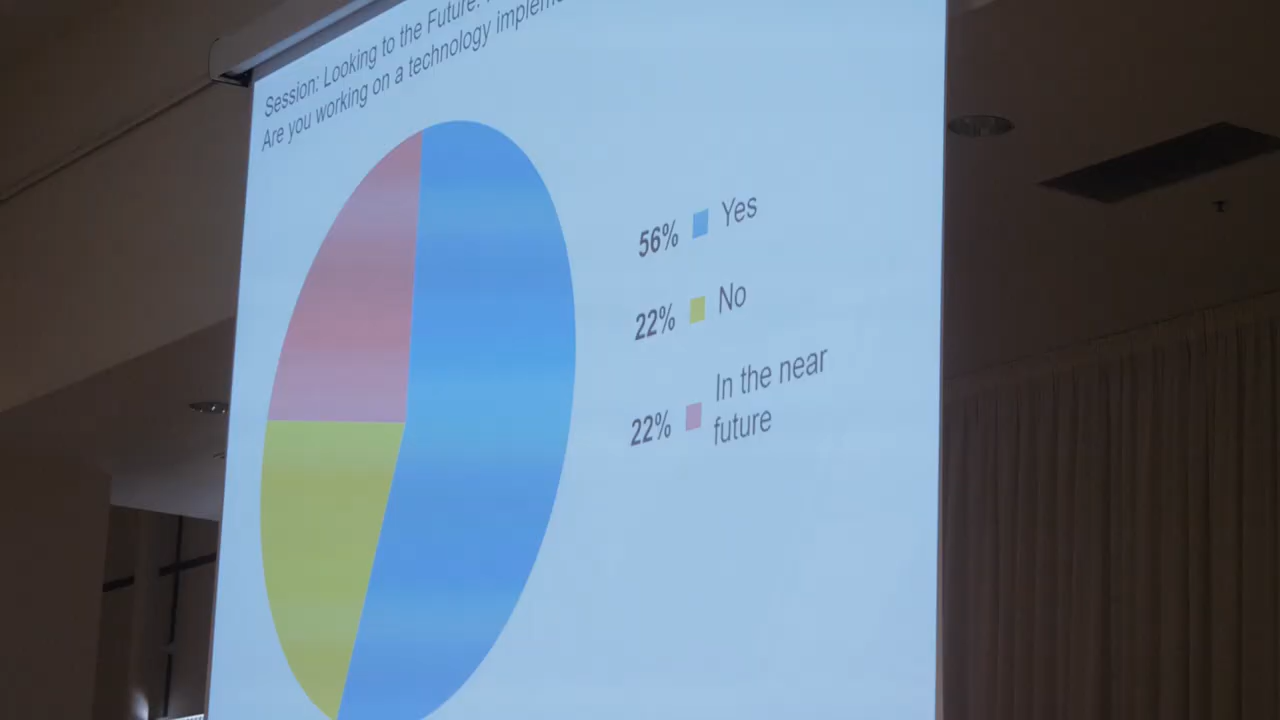 Session: Looking to the Future:
Are you working on a technology
56% Yes
22% No
22% In the near
future